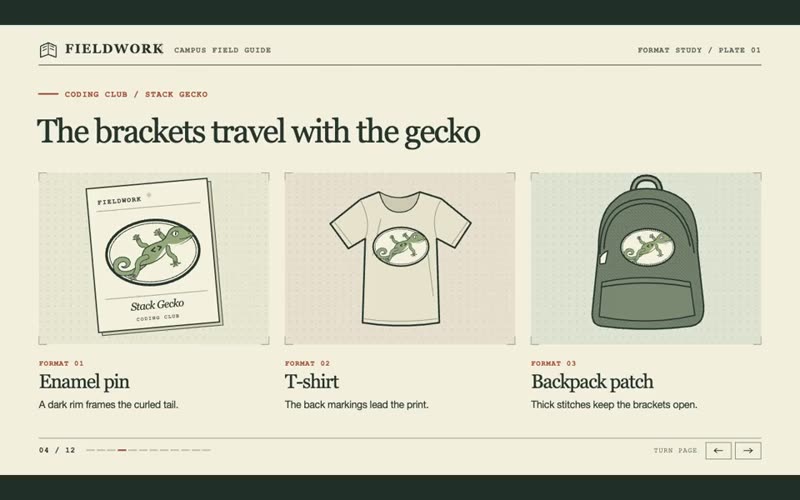 FIELDWORK CAMPUS FIELD GUIDE
FORMAT STUDY / PLATE 01
CODING CLUB / STACK GECKO
The brackets travel with the gecko
FIELDWORK
Stack Gecko
CODING CLUB
FORMAT 01
Enamel pin
A dark rim frames the curled tail.
FORMAT 02
T-shirt
The back markings lead the print.
FORMAT 03
Backpack patch
Thick stitches keep the brackets open.
04 / 12
TURN PAGE ← →